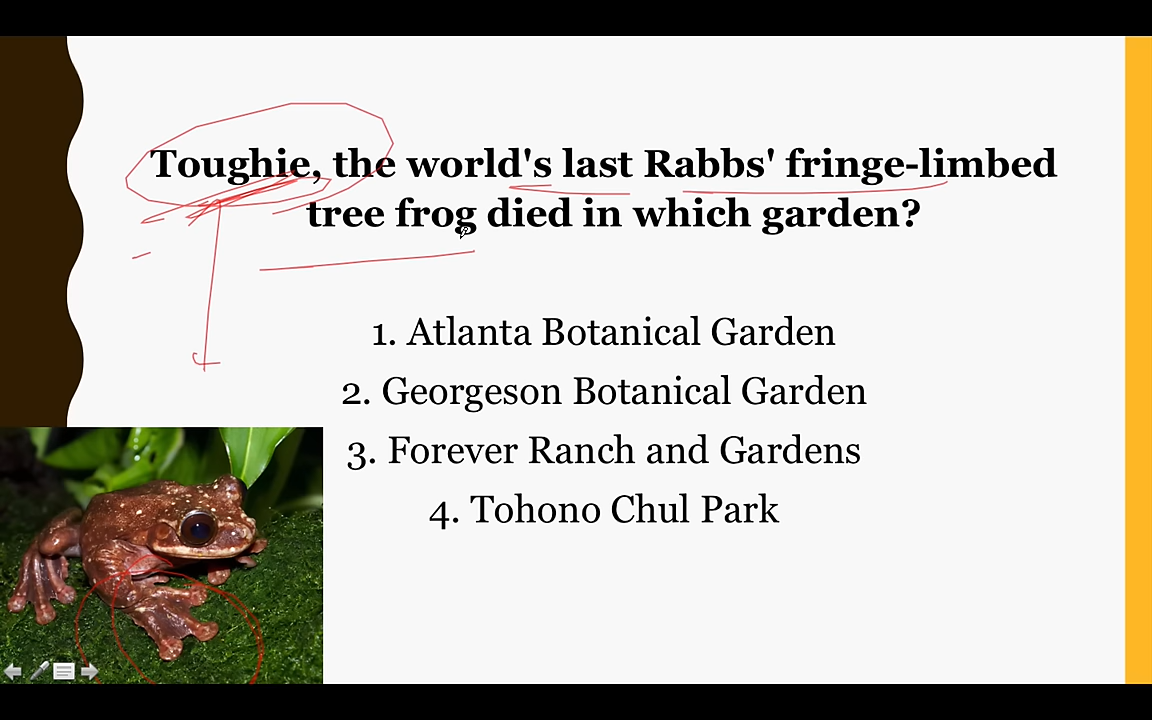 Toughie, the world's last Rabbs' fringe-limbed
tree frog died in which garden?
1. Atlanta Botanical Garden
2. Georgeson Botanical Garden
3. Forever Ranch and Gardens
4. Tohono Chul Park